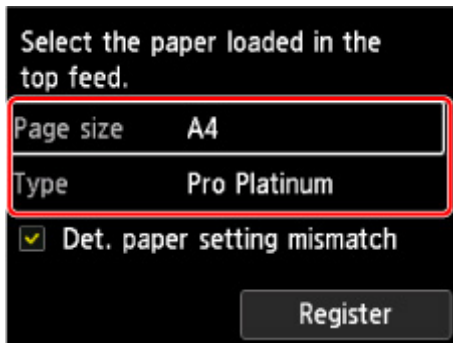 Select the paper loaded in the
top feed.
Page size A4
Type Pro Platinum
Det. paper setting mismatch
Register